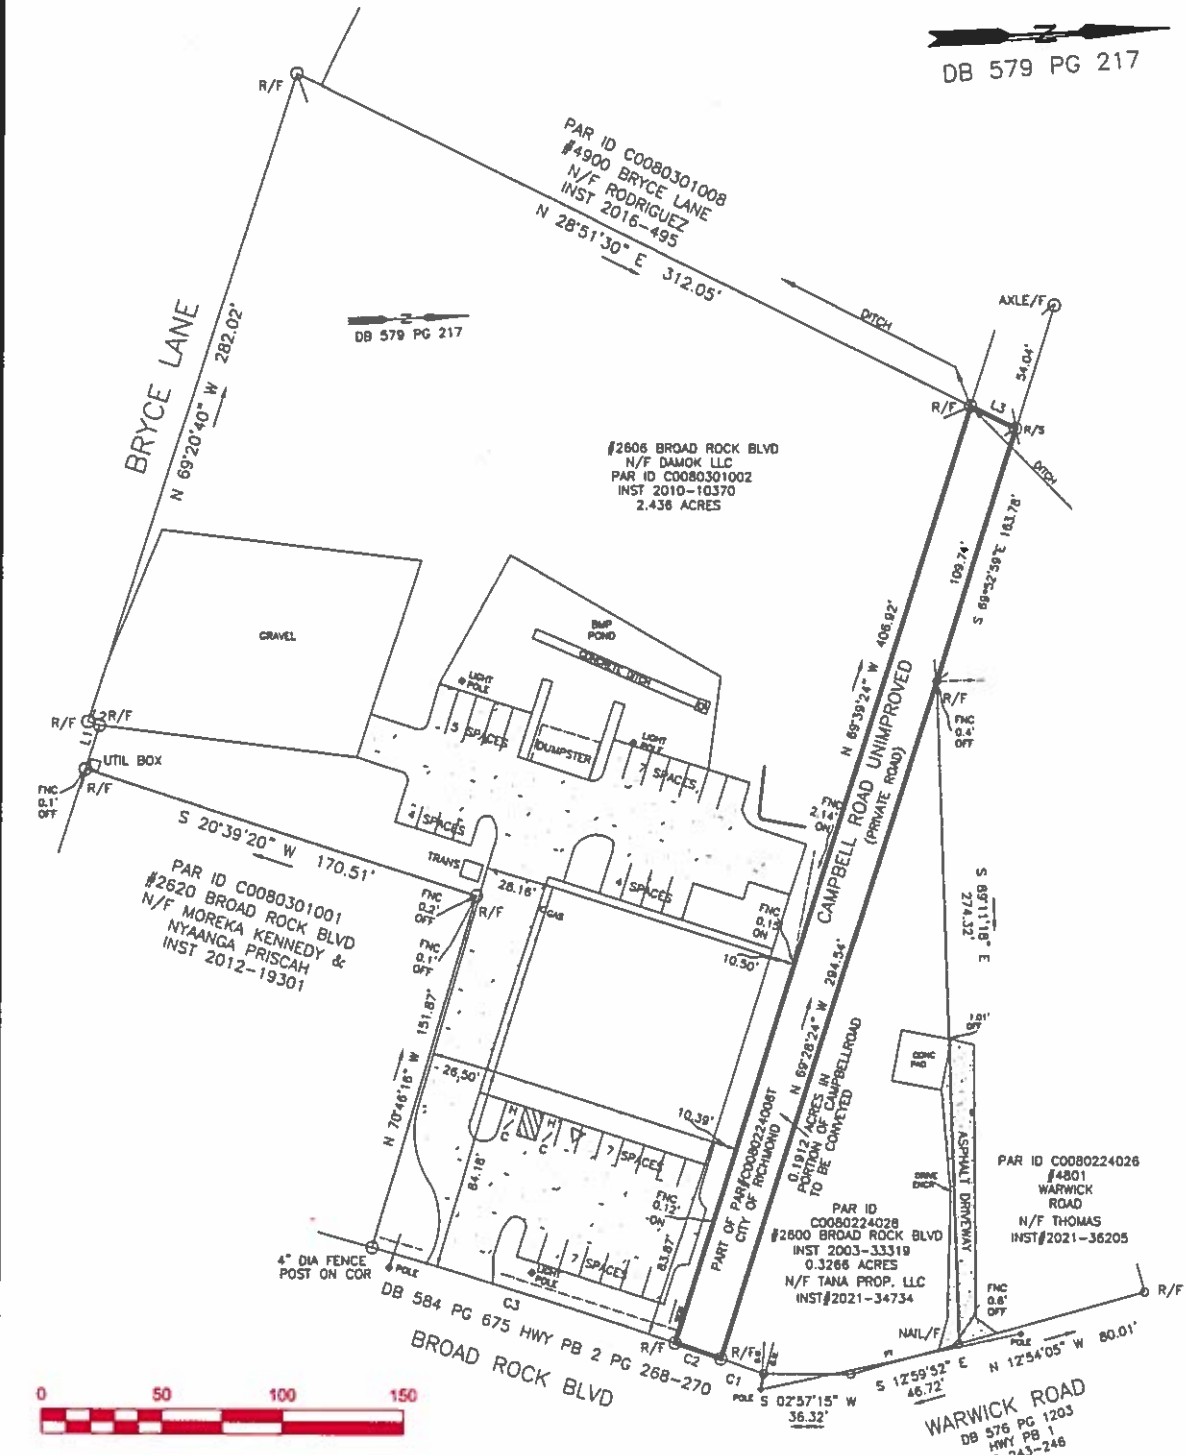 N
DB 579 PG 217
R/F
PAR ID C0080301008
#4900 BRYCE LANE
N/F RODRIGUEZ
INST 2016-495
N 28°51'30" E 312.05'
BRYCE LANE
N 69°20'40" W 282.02'
N
DB 579 PG 217
DITCH
AXLE/F
54.04'
R/F
L3
R/S
DITCH
#2606 BROAD ROCK BLVD
N/F DAMOK LLC
PAR ID C0080301002
INST 2010-10370
2.436 ACRES
109.74'
S 69°52'59"E 163.78'
N 69°39'24" W 406.92'
CAMPBELL ROAD UNIMPROVED
(PRIVATE ROAD)
GRAVEL
BMP
POND
CONCRETE DITCH
LIGHT
POLE
5 SPACES
DUMPSTER
LIGHT
POLE
7 SPACES
R/F
FNC
0.4'
OFF
R/F
L2
R/F
L1
UTIL BOX
FNC
0.1'
OFF
R/F
S 20°39'20" W 170.51'
4 SPACES
TRANS
28.16'
GAS
4 SPACES
FNC
2.14'
ON
FNC
0.15'
ON
10.50'
PAR ID C0080301001
#2620 BROAD ROCK BLVD
N/F MOREKA KENNEDY &
NYAANGA PRISCAH
INST 2012-19301
FNC
0.2'
OFF
R/F
FNC
0.1'
OFF
S 89°11'18" E
274.32'
N 70°46'16" W 151.87'
26.50'
N 69°28'24" W 294.54'
10.39'
H/C
H/C
7 SPACES
84.18'
FNC
0.12'
ON
83.87'
7 SPACES
LIGHT
POLE
PART OF PAR#C0080224006T
CITY OF RICHMOND
0.1912 ACRES IN
PORTION OF CAMPBELLROAD
TO BE CONVEYED
CONC
PAD
DRIVE
ENCR
ASPHALT DRIVEWAY
PAR ID C0080224026
#4801
WARWICK
ROAD
N/F THOMAS
INST#2021-36205
PAR ID
C0080224028
#2600 BROAD ROCK BLVD
INST 2003-33319
0.3266 ACRES
N/F TANA PROP. LLC
INST#2021-34734
FNC
0.6'
OFF
R/F
4" DIA FENCE
POST ON COR
POLE
C3
DB 584 PG 675 HWY PB 2 PG 268-270
BROAD ROCK BLVD
R/F
C2
R/F
C1
POLE
S 02°57'15" W
36.32'
NAIL/F
POLE
S 12°59'52" E
46.72'
N 12°54'05" W 80.01'
WARWICK ROAD
DB 576 PG 1203
HWY PB 1
243-246
0 50 100 150